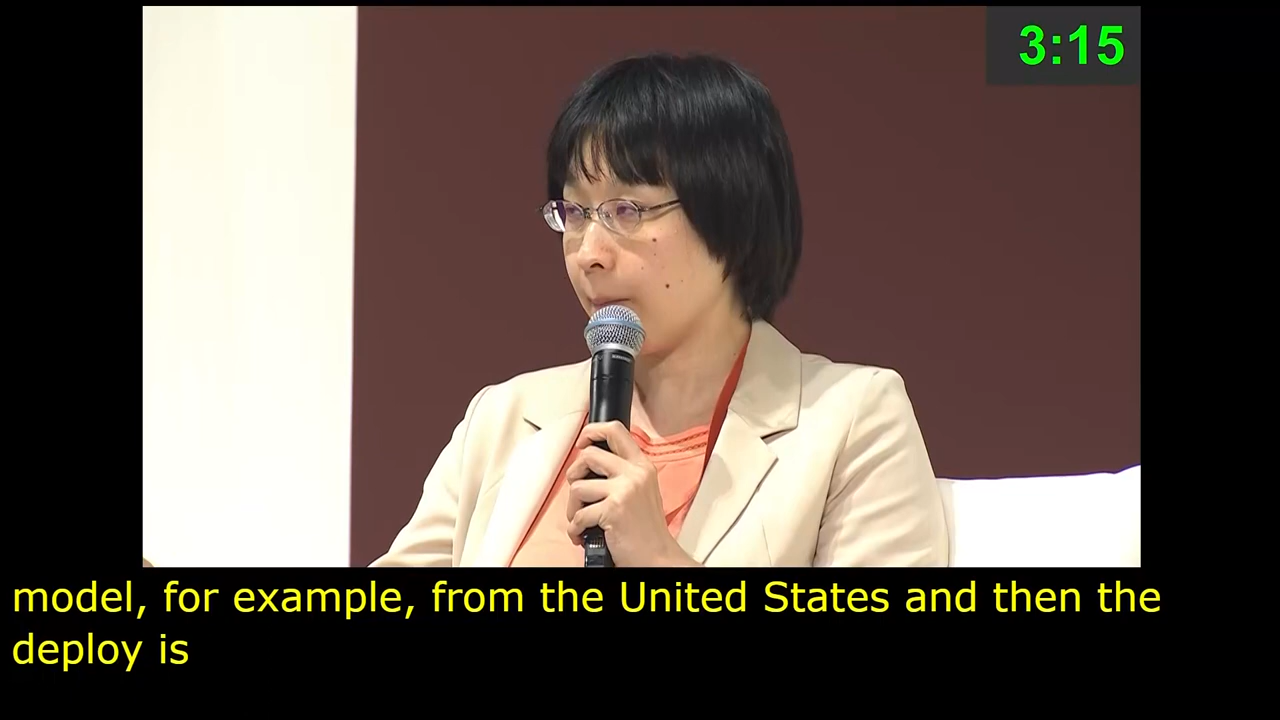 3:15
model, for example, from the United States and then the
deploy is